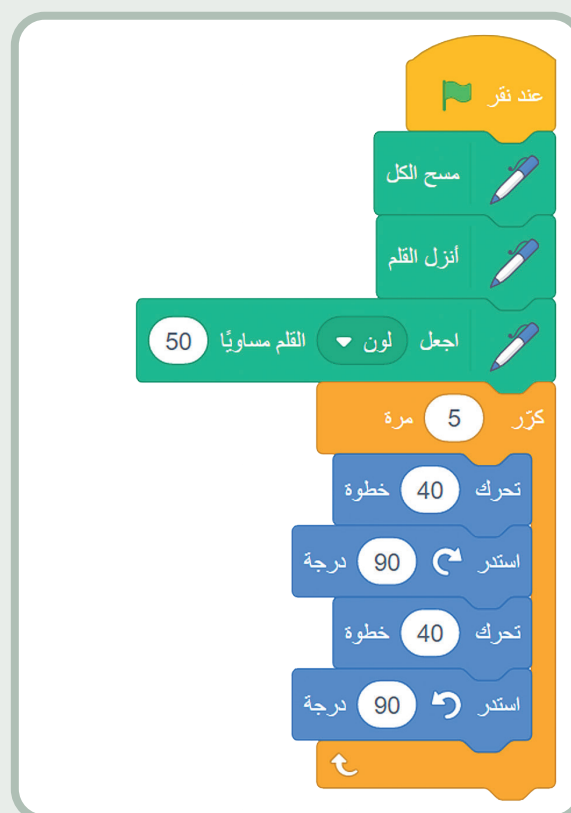 عند نقر
مسح الكل
أنزل القلم
اجعل لون القلم مساويًا 50
كرّر 5 مرة
تحرك 40 خطوة
استدر 90 درجة
تحرك 40 خطوة
استدر 90 درجة